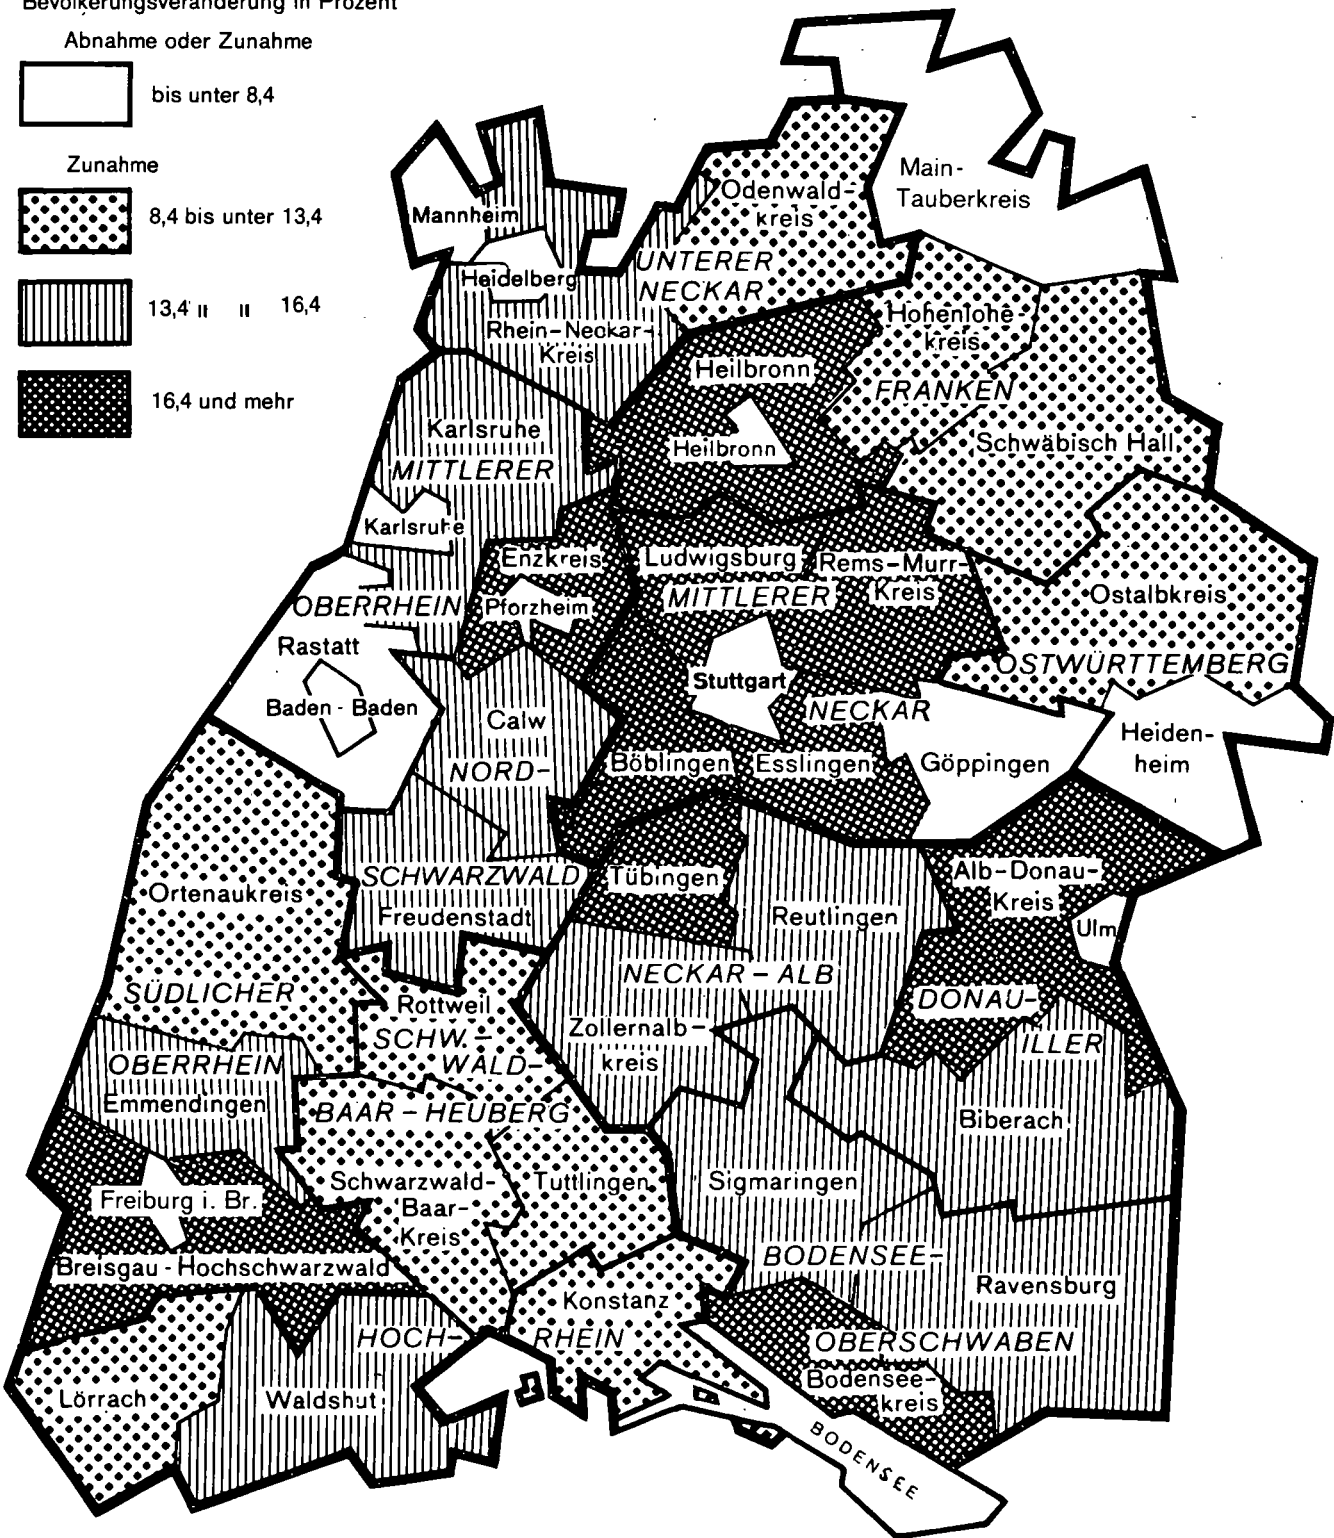 Bevölkerungsveränderung in Prozent
Abnahme oder Zunahme
bis unter 8,4
Zunahme
8,4 bis unter 13,4
13,4 " " 16,4
16,4 und mehr
Main-
Tauberkreis
Odenwald-
kreis
Mannheim
UNTERER
NECKAR
Heidelberg
Rhein-Neckar-
Kreis
Hohenlohe-
kreis
Heilbronn
FRANKEN
Karlsruhe
MITTLERER
Heilbronn
Schwäbisch Hall
Karlsruhe
Enzkreis
Ludwigsburg
Rems-Murr-
Kreis
OBERRHEIN
Pforzheim
MITTLERER
Ostalbkreis
Rastatt
OSTWÜRTTEMBERG
Stuttgart
Baden-Baden
Calw
NECKAR
Heiden-
heim
NORD-
Böblingen
Esslingen
Göppingen
SCHWARZWALD
Tübingen
Alb-Donau-
Kreis
Ortenaukreis
Freudenstadt
Reutlingen
Ulm
SÜDLICHER
Rottweil
NECKAR-ALB
DONAU-
SCHW.-
WALD-
Zollernalb-
kreis
ILLER
OBERRHEIN
Emmendingen
BAAR-HEUBERG
Biberach
Schwarzwald-
Baar-
Kreis
Tuttlingen
Sigmaringen
Freiburg i. Br.
Breisgau-Hochschwarzwald
BODENSEE-
Ravensburg
Konstanz
HOCH-
RHEIN
OBERSCHWABEN
Lörrach
Waldshut
Bodensee-
kreis
BODENSEE